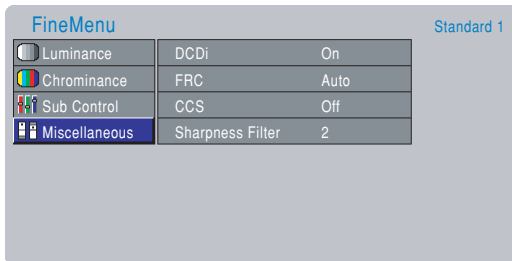 FineMenu Standard 1
Luminance DCDi On
Chrominance FRC Auto
Sub Control CCS Off
Miscellaneous Sharpness Filter 2